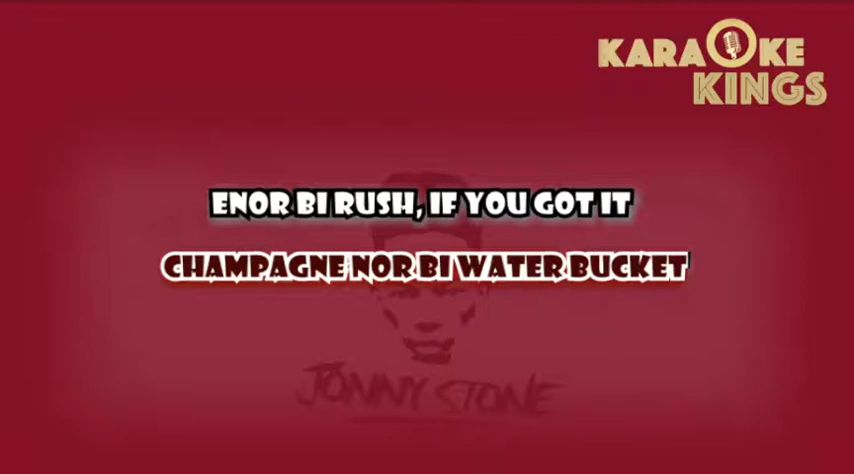 KARAOKE
KINGS
ENOR BI RUSH, IF YOU GOT IT
CHAMPAGNE NOR BI WATER BUCKET
JONNY STONE